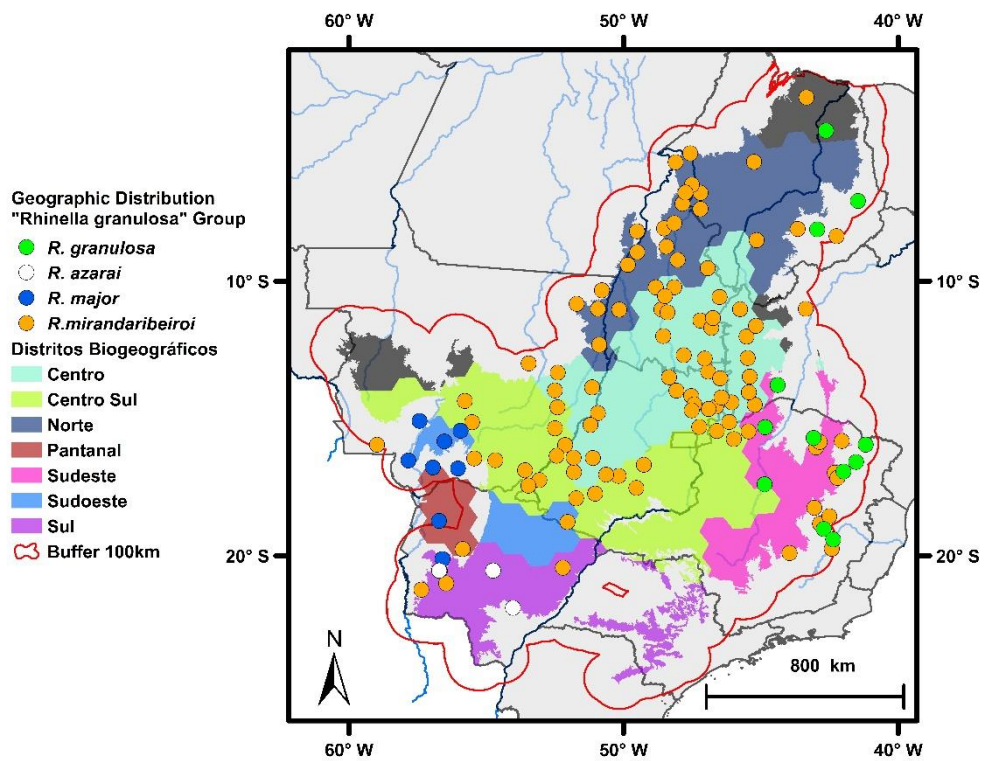 60° W 50° W 40° W
Geographic Distribution
"Rhinella granulosa" Group
R. granulosa
R. azarai
R. major
R.mirandaribeiroi
Distritos Biogeográficos
Centro
Centro Sul
Norte
Pantanal
Sudeste
Sudoeste
Sul
Buffer 100km
10° S
10° S
20° S
20° S
N
800 km
60° W 50° W 40° W